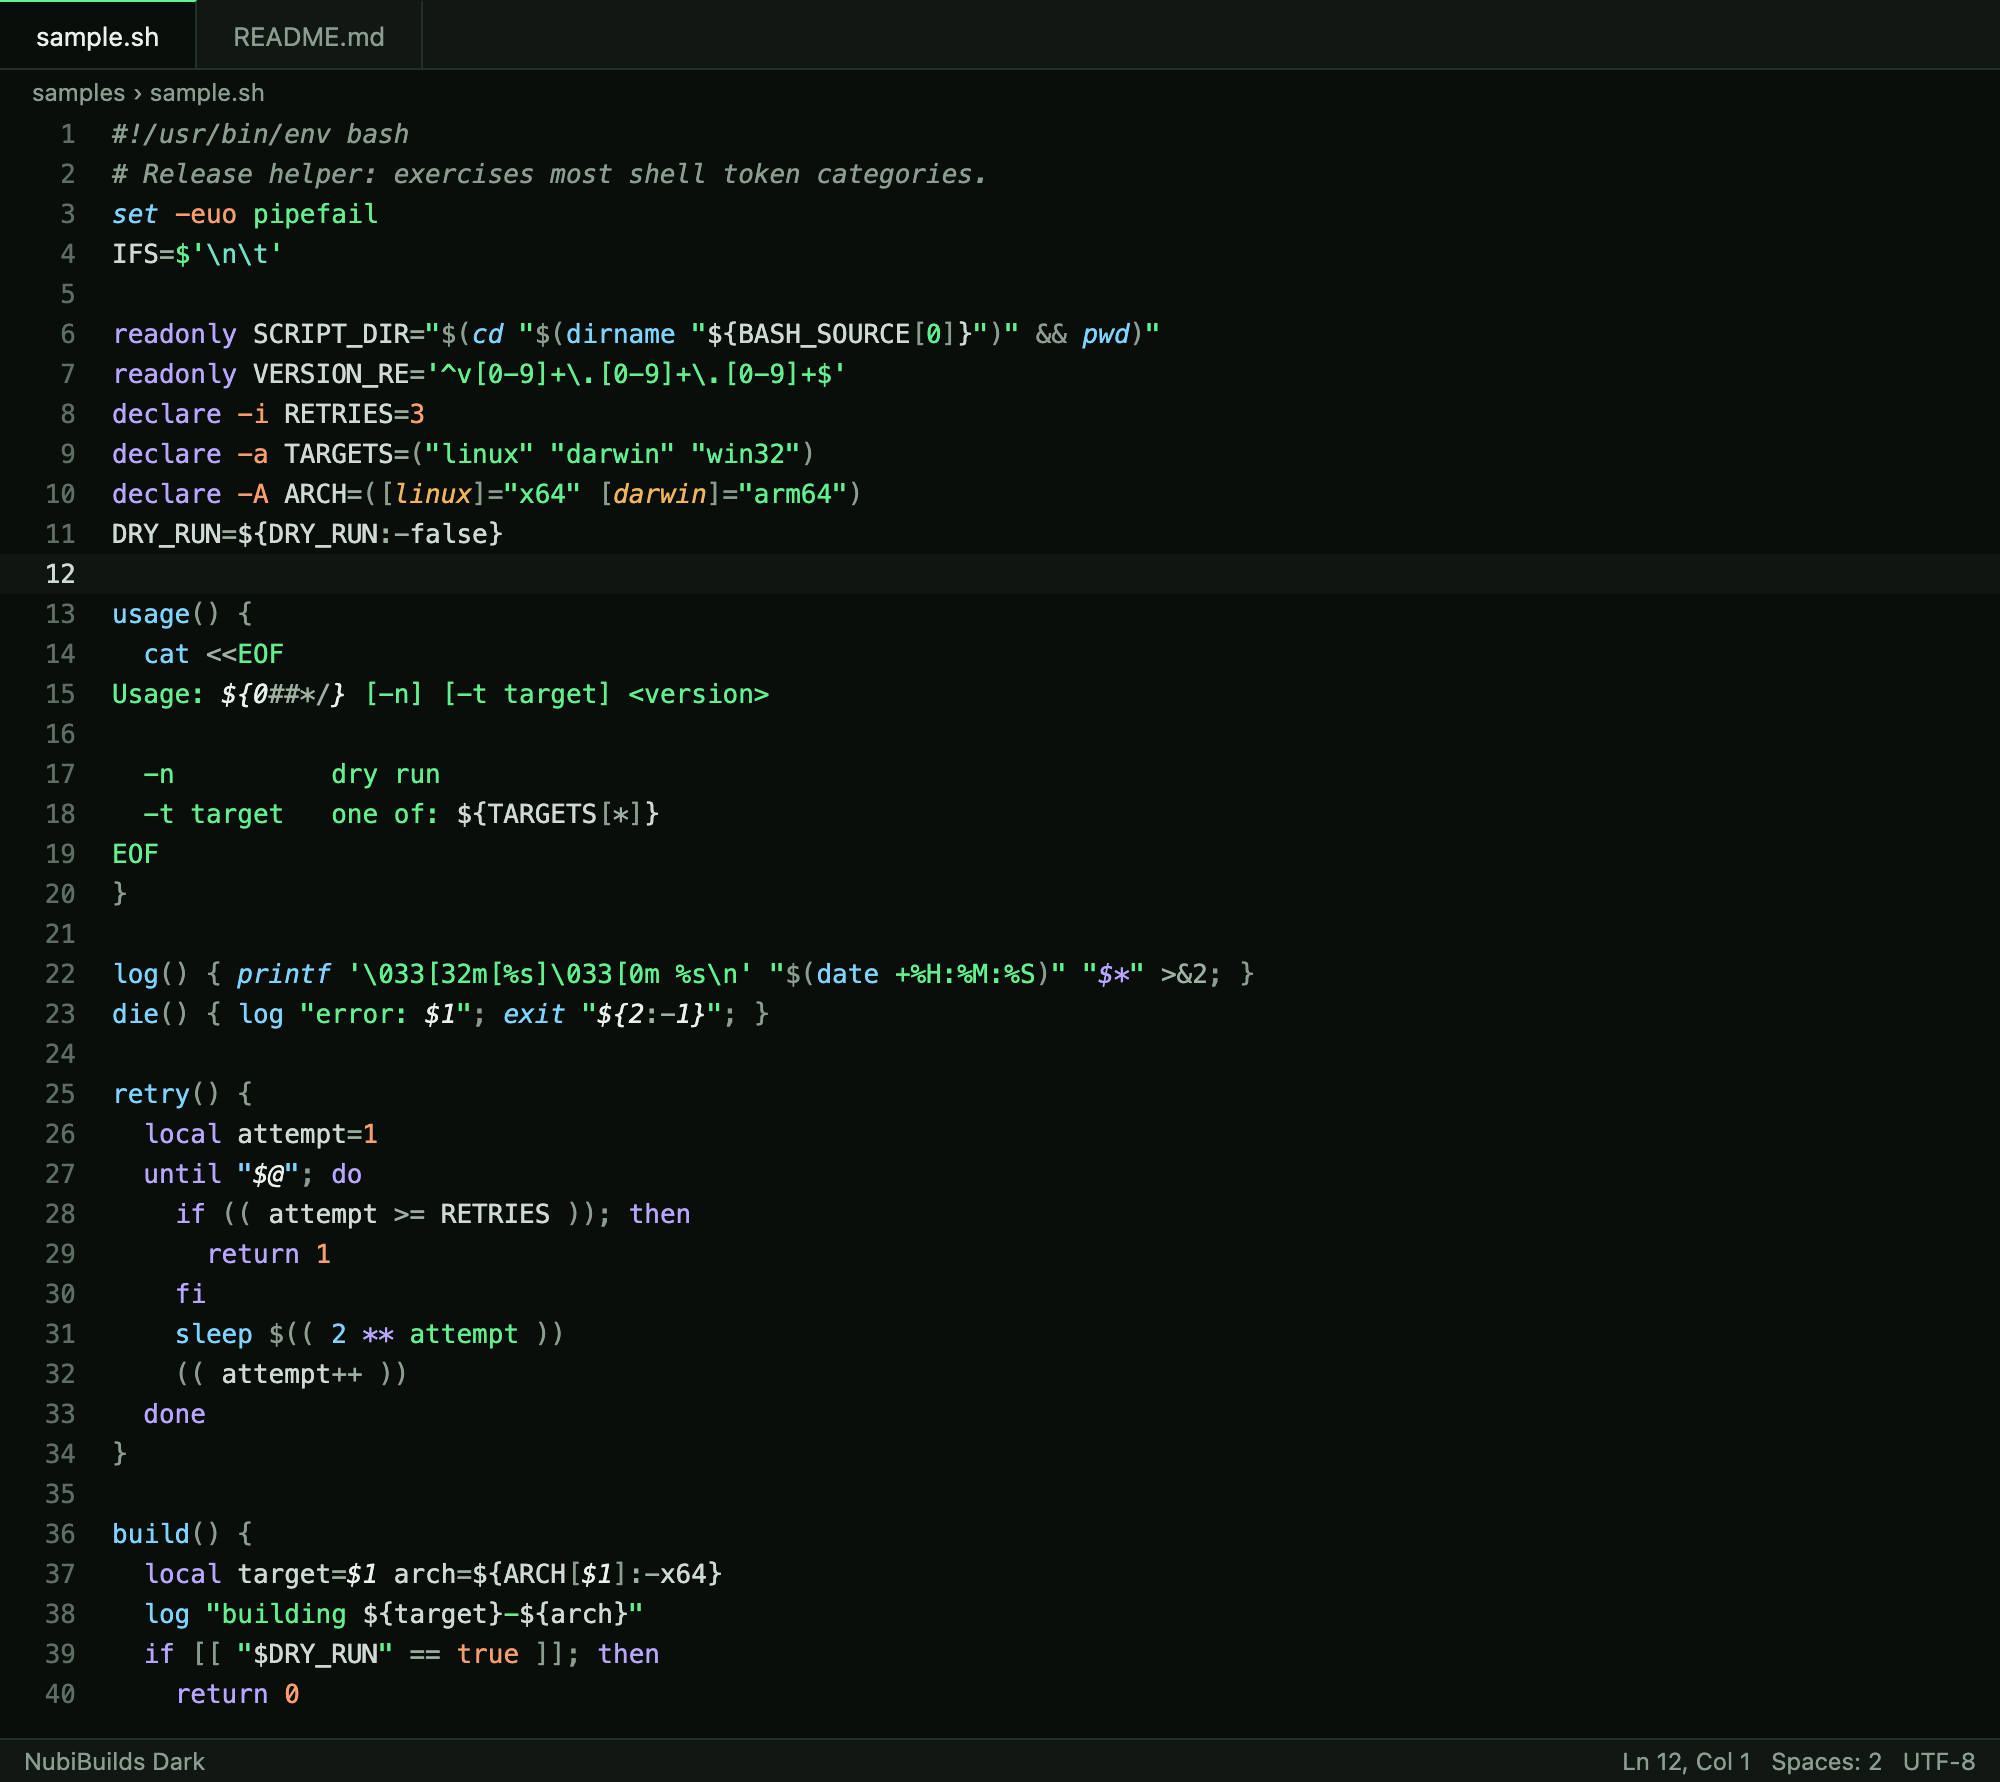 sample.sh
README.md
samples › sample.sh
1 #!/usr/bin/env bash
2 # Release helper: exercises most shell token categories.
3 set -euo pipefail
4 IFS=$'\n\t'
5
6 readonly SCRIPT_DIR="$(cd "$(dirname "${BASH_SOURCE[0]}")" && pwd)"
7 readonly VERSION_RE='^v[0-9]+\.[0-9]+\.[0-9]+$'
8 declare -i RETRIES=3
9 declare -a TARGETS=("linux" "darwin" "win32")
10 declare -A ARCH=([linux]="x64" [darwin]="arm64")
11 DRY_RUN=${DRY_RUN:-false}
12
13 usage() {
14   cat <<EOF
15 Usage: ${0##*/} [-n] [-t target] <version>
16
17   -n          dry run
18   -t target   one of: ${TARGETS[*]}
19 EOF
20 }
21
22 log() { printf '\033[32m[%s]\033[0m %s\n' "$(date +%H:%M:%S)" "$*" >&2; }
23 die() { log "error: $1"; exit "${2:-1}"; }
24
25 retry() {
26   local attempt=1
27   until "$@"; do
28     if (( attempt >= RETRIES )); then
29       return 1
30     fi
31     sleep $(( 2 ** attempt ))
32     (( attempt++ ))
33   done
34 }
35
36 build() {
37   local target=$1 arch=${ARCH[$1]:-x64}
38   log "building ${target}-${arch}"
39   if [[ "$DRY_RUN" == true ]]; then
40     return 0
NubiBuilds Dark
Ln 12, Col 1 Spaces: 2 UTF-8